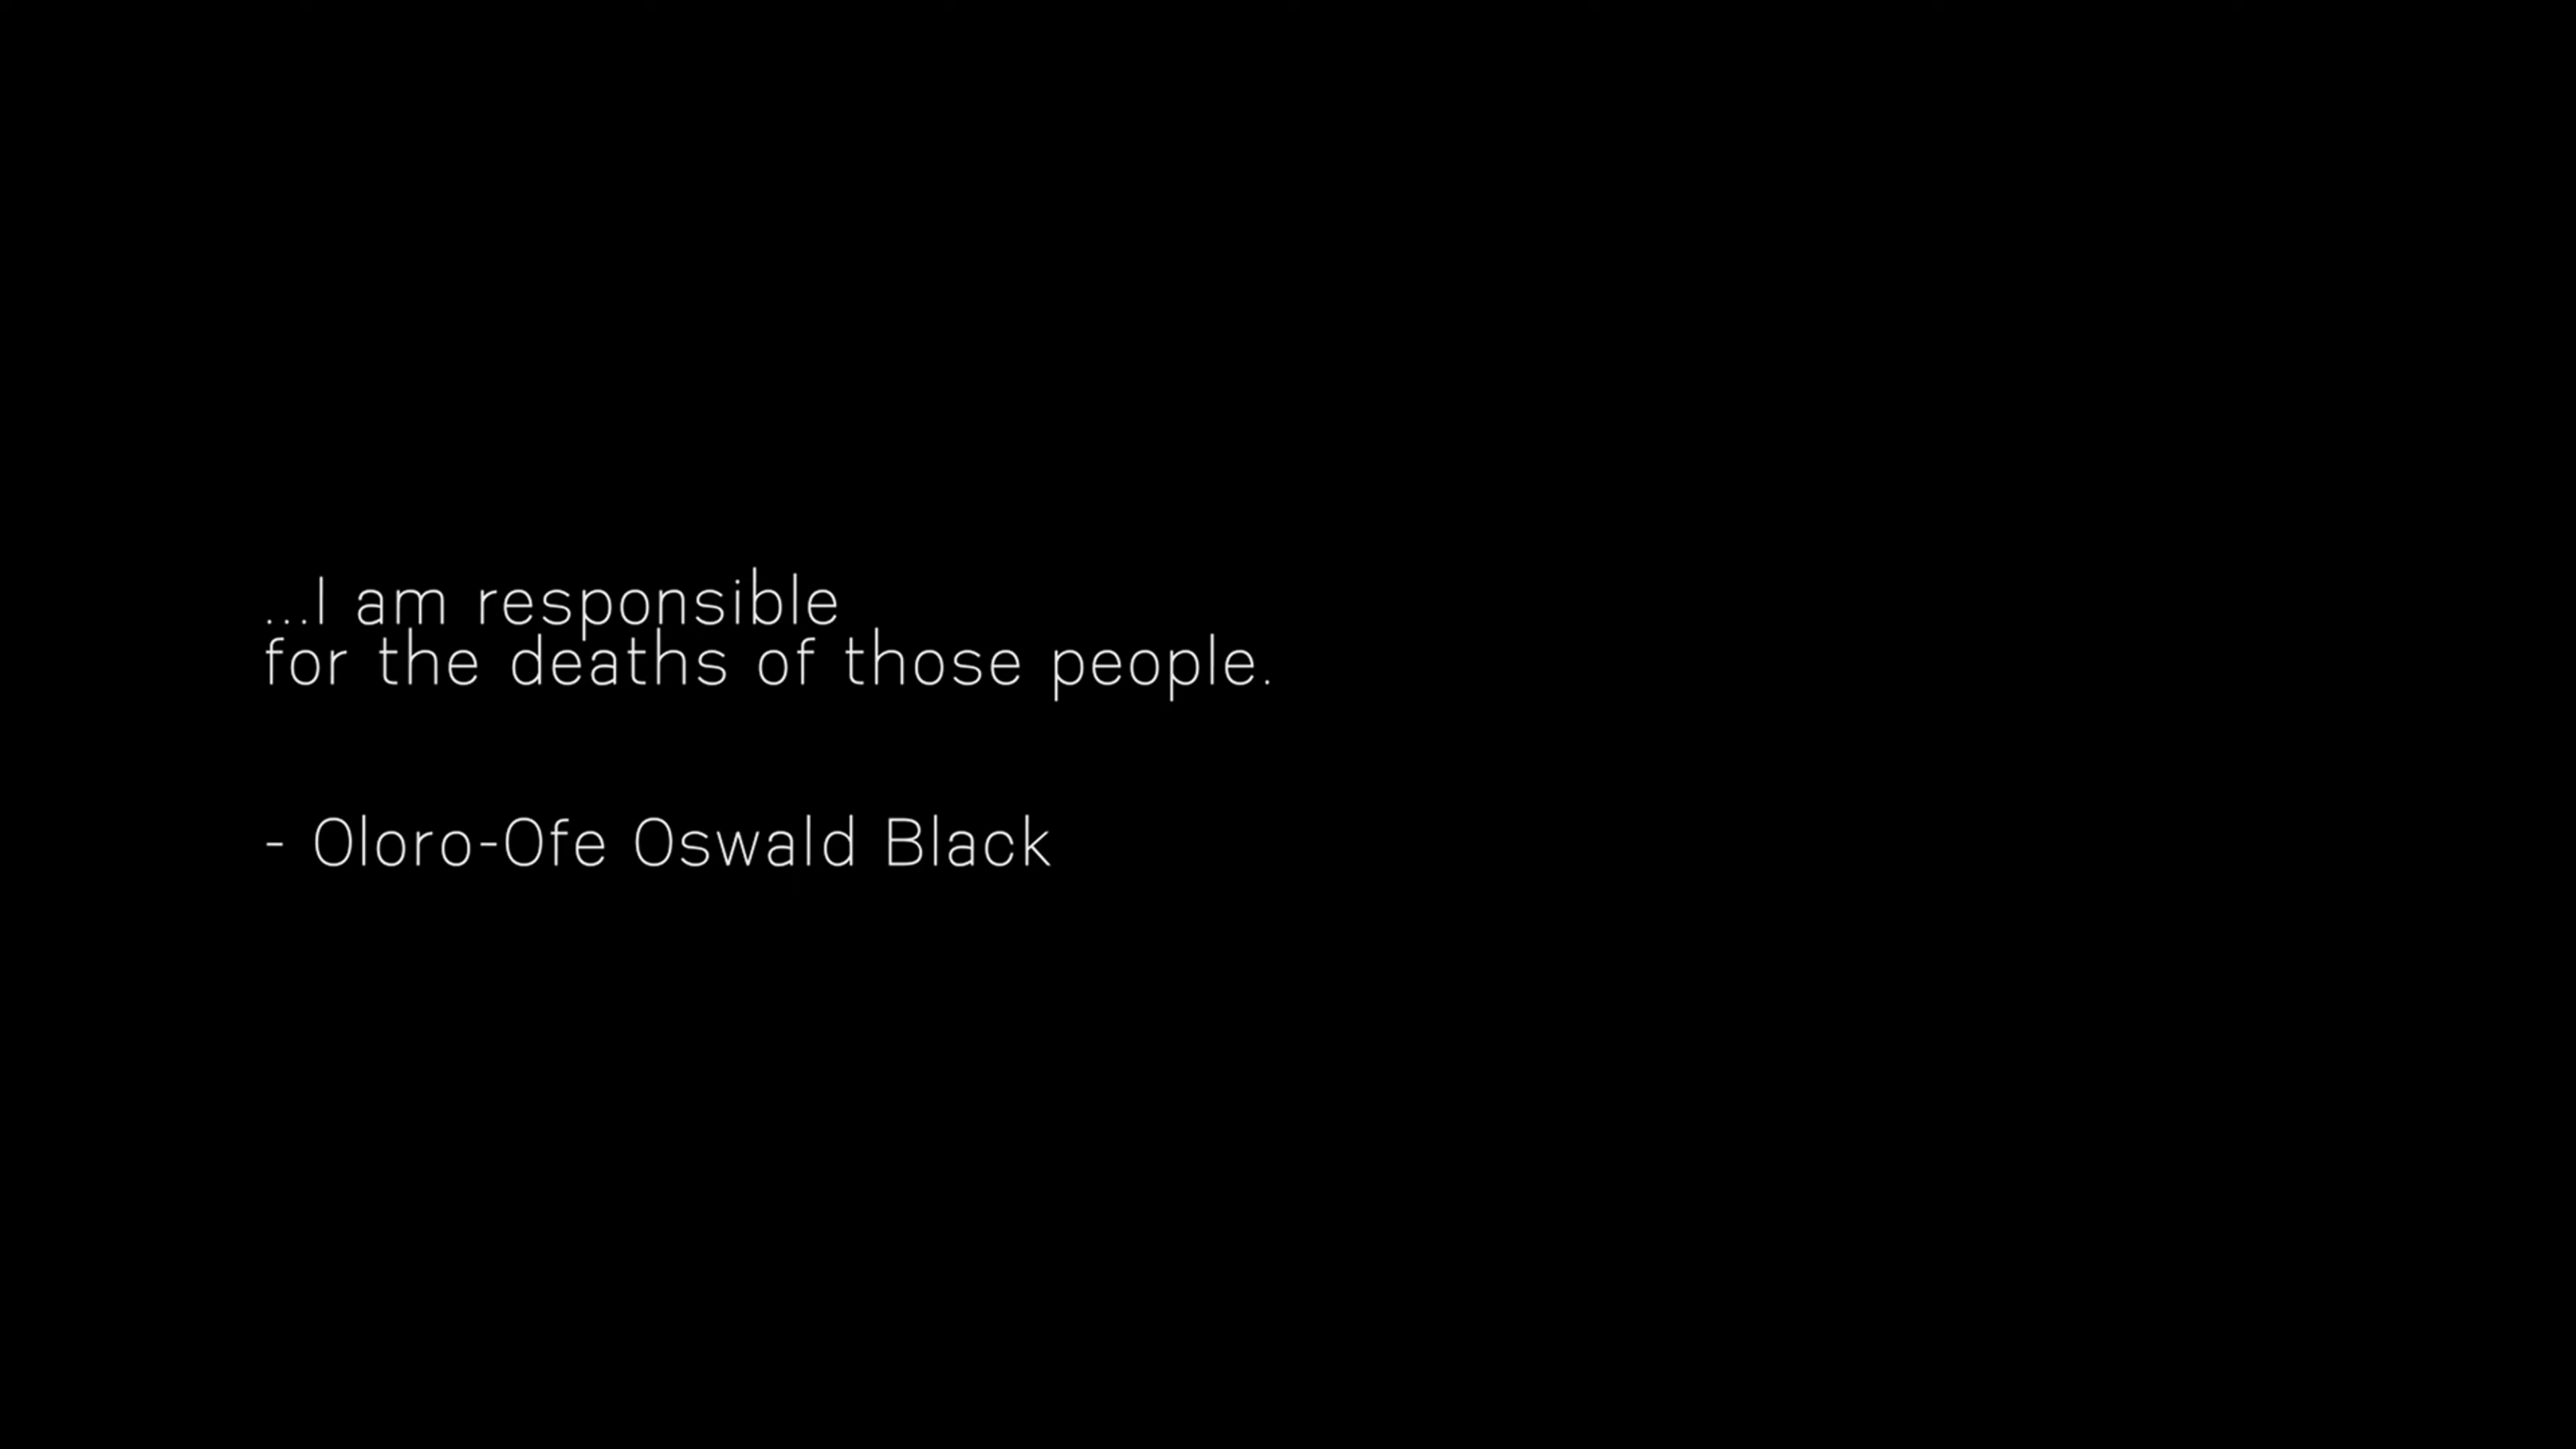 ...I am responsible
for the deaths of those people.
- Oloro-Ofe Oswald Black